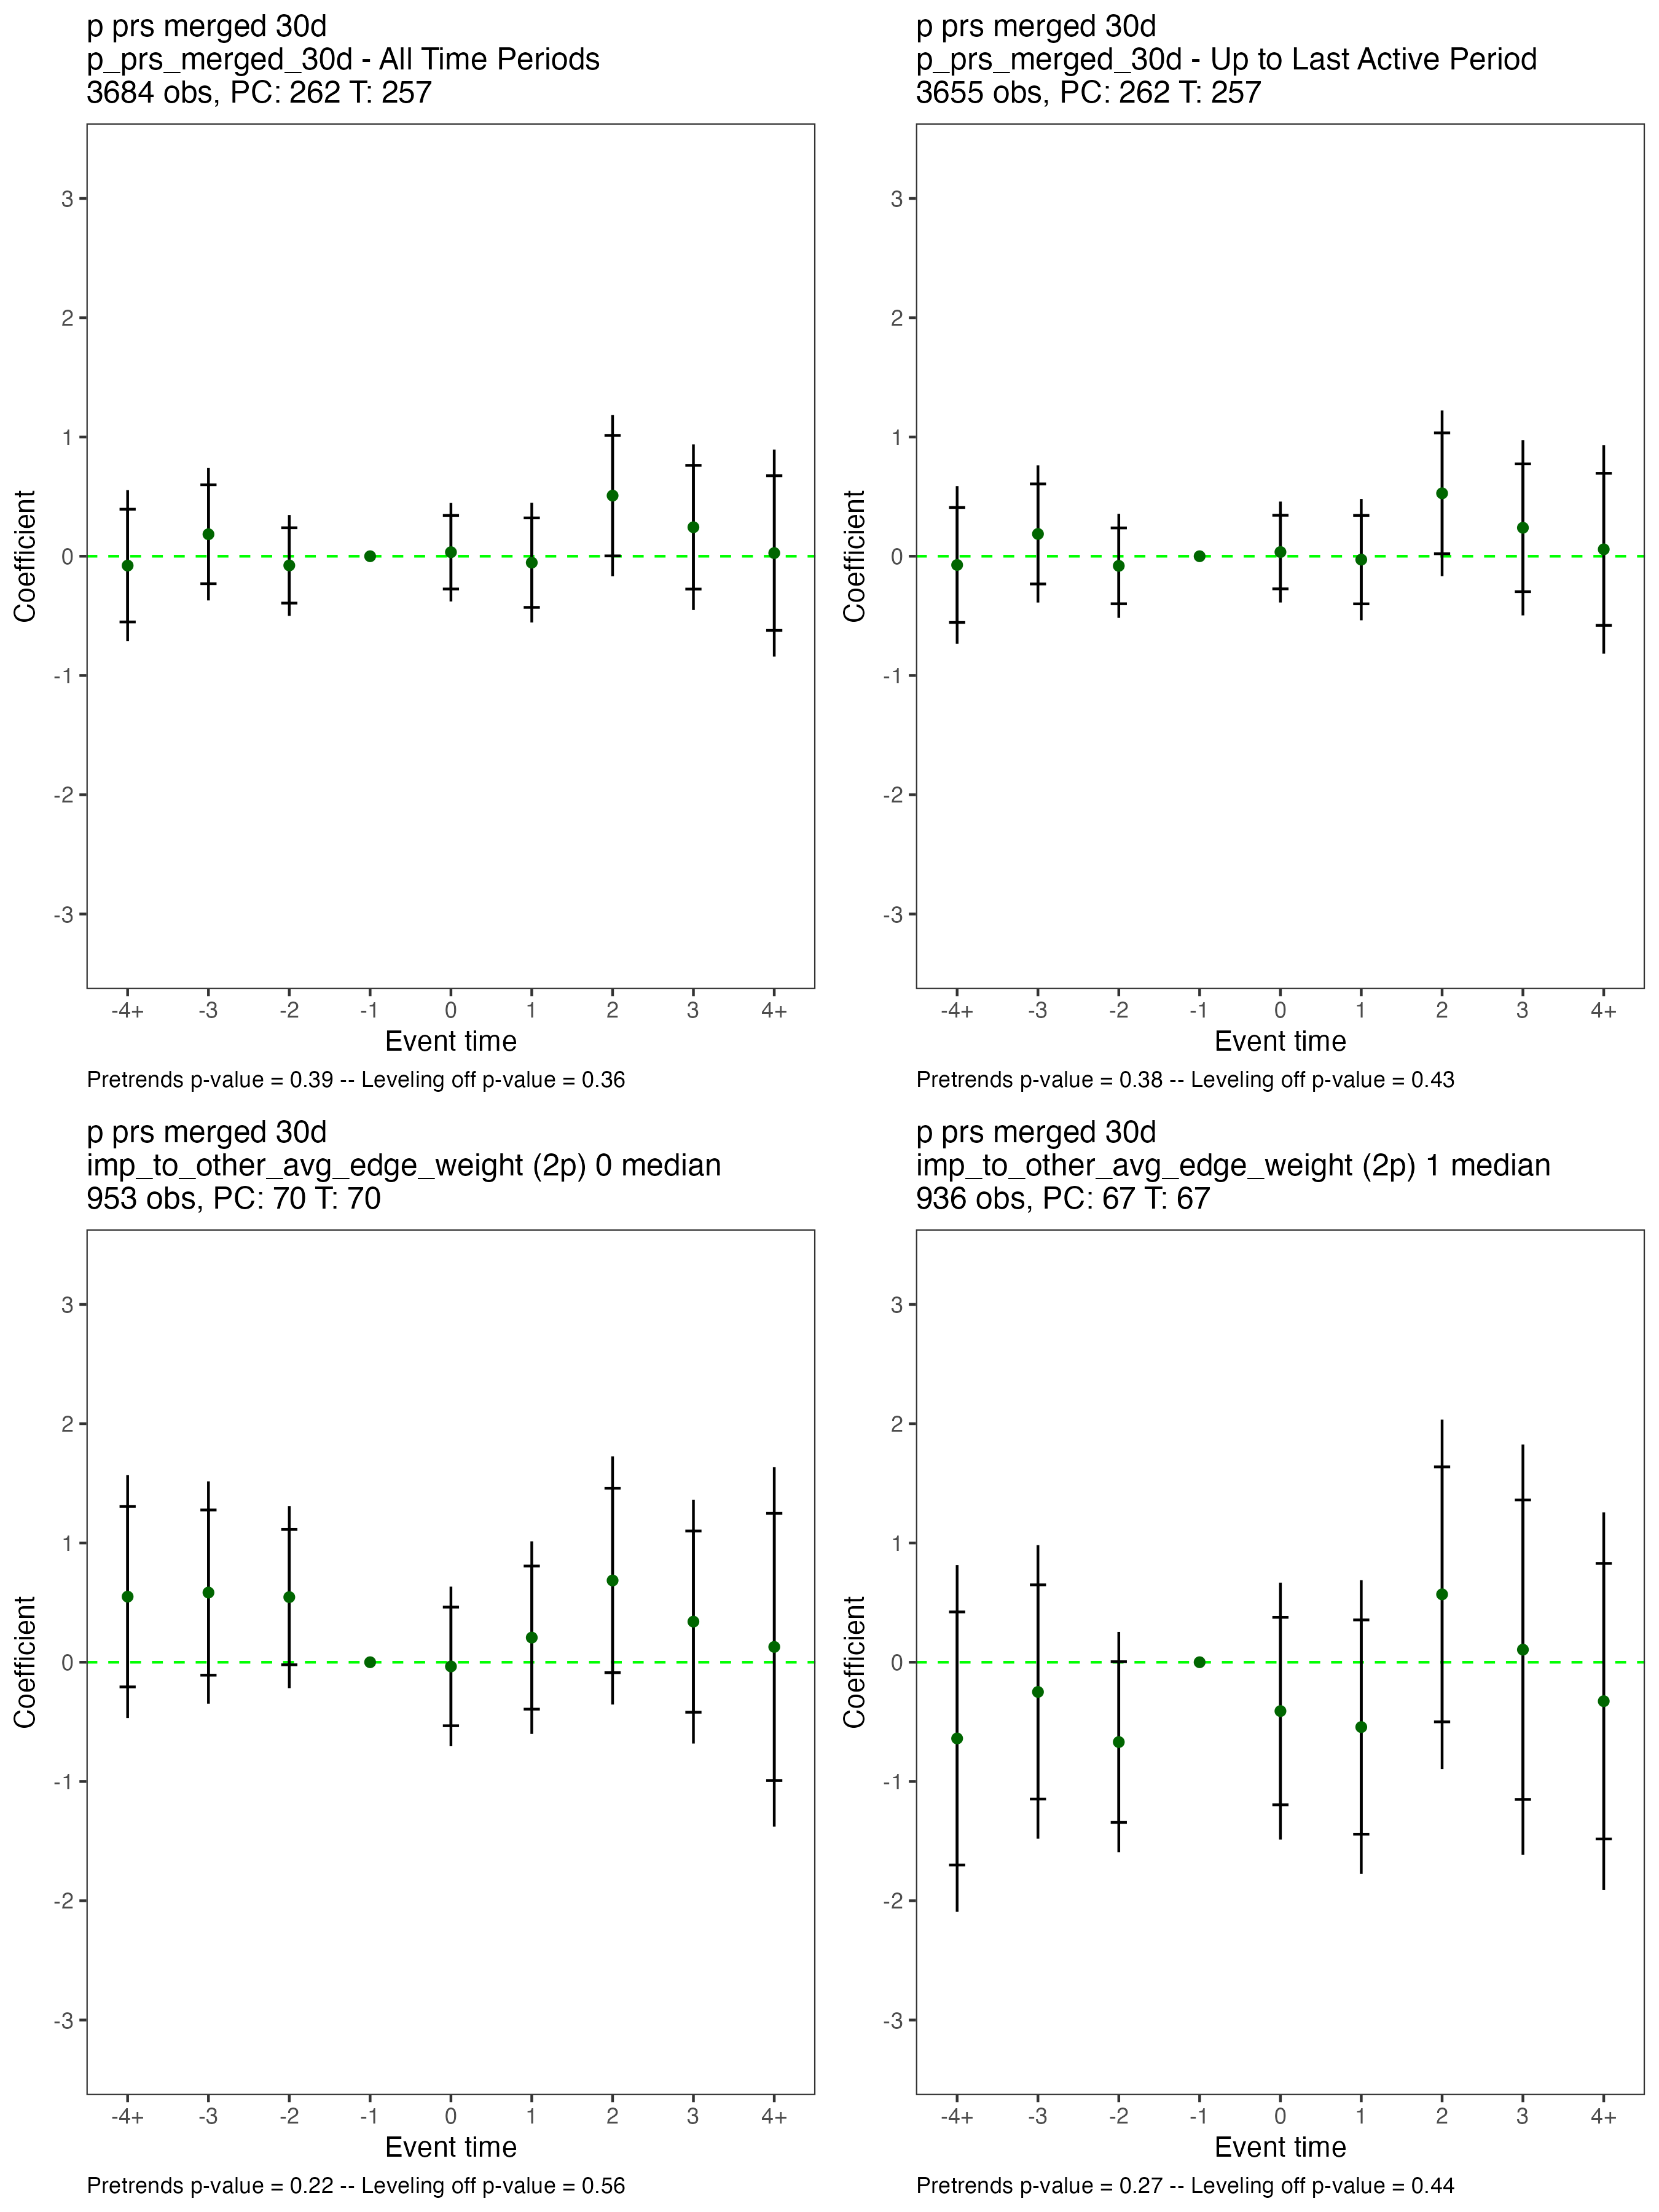 p prs merged 30d
p_prs_merged_30d - All Time Periods
3684 obs, PC: 262 T: 257
3
2
1
0
-1
-2
-3
Coefficient
-4+ -3 -2 -1 0 1 2 3 4+
Event time
Pretrends p-value = 0.39 -- Leveling off p-value = 0.36
p prs merged 30d
p_prs_merged_30d - Up to Last Active Period
3655 obs, PC: 262 T: 257
3
2
1
0
-1
-2
-3
Coefficient
-4+ -3 -2 -1 0 1 2 3 4+
Event time
Pretrends p-value = 0.38 -- Leveling off p-value = 0.43
p prs merged 30d
imp_to_other_avg_edge_weight (2p) 0 median
953 obs, PC: 70 T: 70
3
2
1
0
-1
-2
-3
Coefficient
-4+ -3 -2 -1 0 1 2 3 4+
Event time
Pretrends p-value = 0.22 -- Leveling off p-value = 0.56
p prs merged 30d
imp_to_other_avg_edge_weight (2p) 1 median
936 obs, PC: 67 T: 67
3
2
1
0
-1
-2
-3
Coefficient
-4+ -3 -2 -1 0 1 2 3 4+
Event time
Pretrends p-value = 0.27 -- Leveling off p-value = 0.44